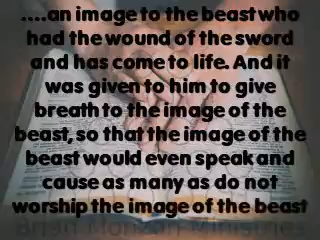 ....an image to the beast who
had the wound of the sword
and has come to life. And it
was given to him to give
breath to the image of the
beast, so that the image of the
beast would even speak and
cause as many as do not
worship the image of the beast
Ministries